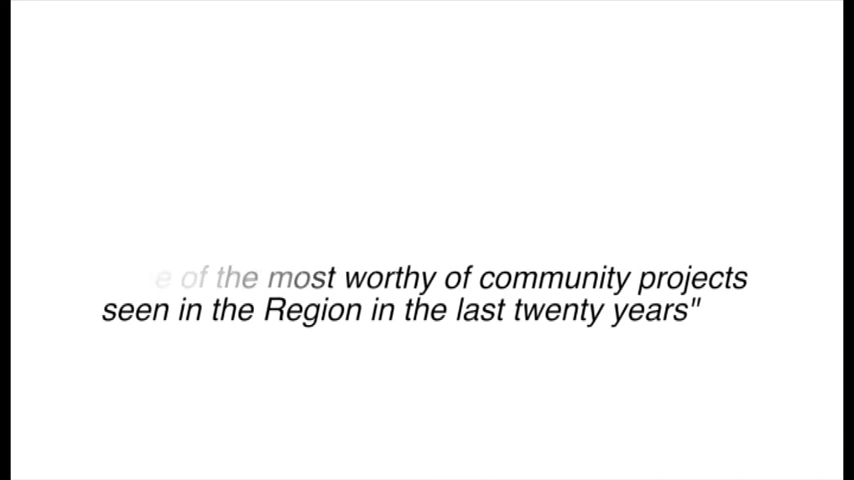 of the most worthy of community projects
seen in the Region in the last twenty years"